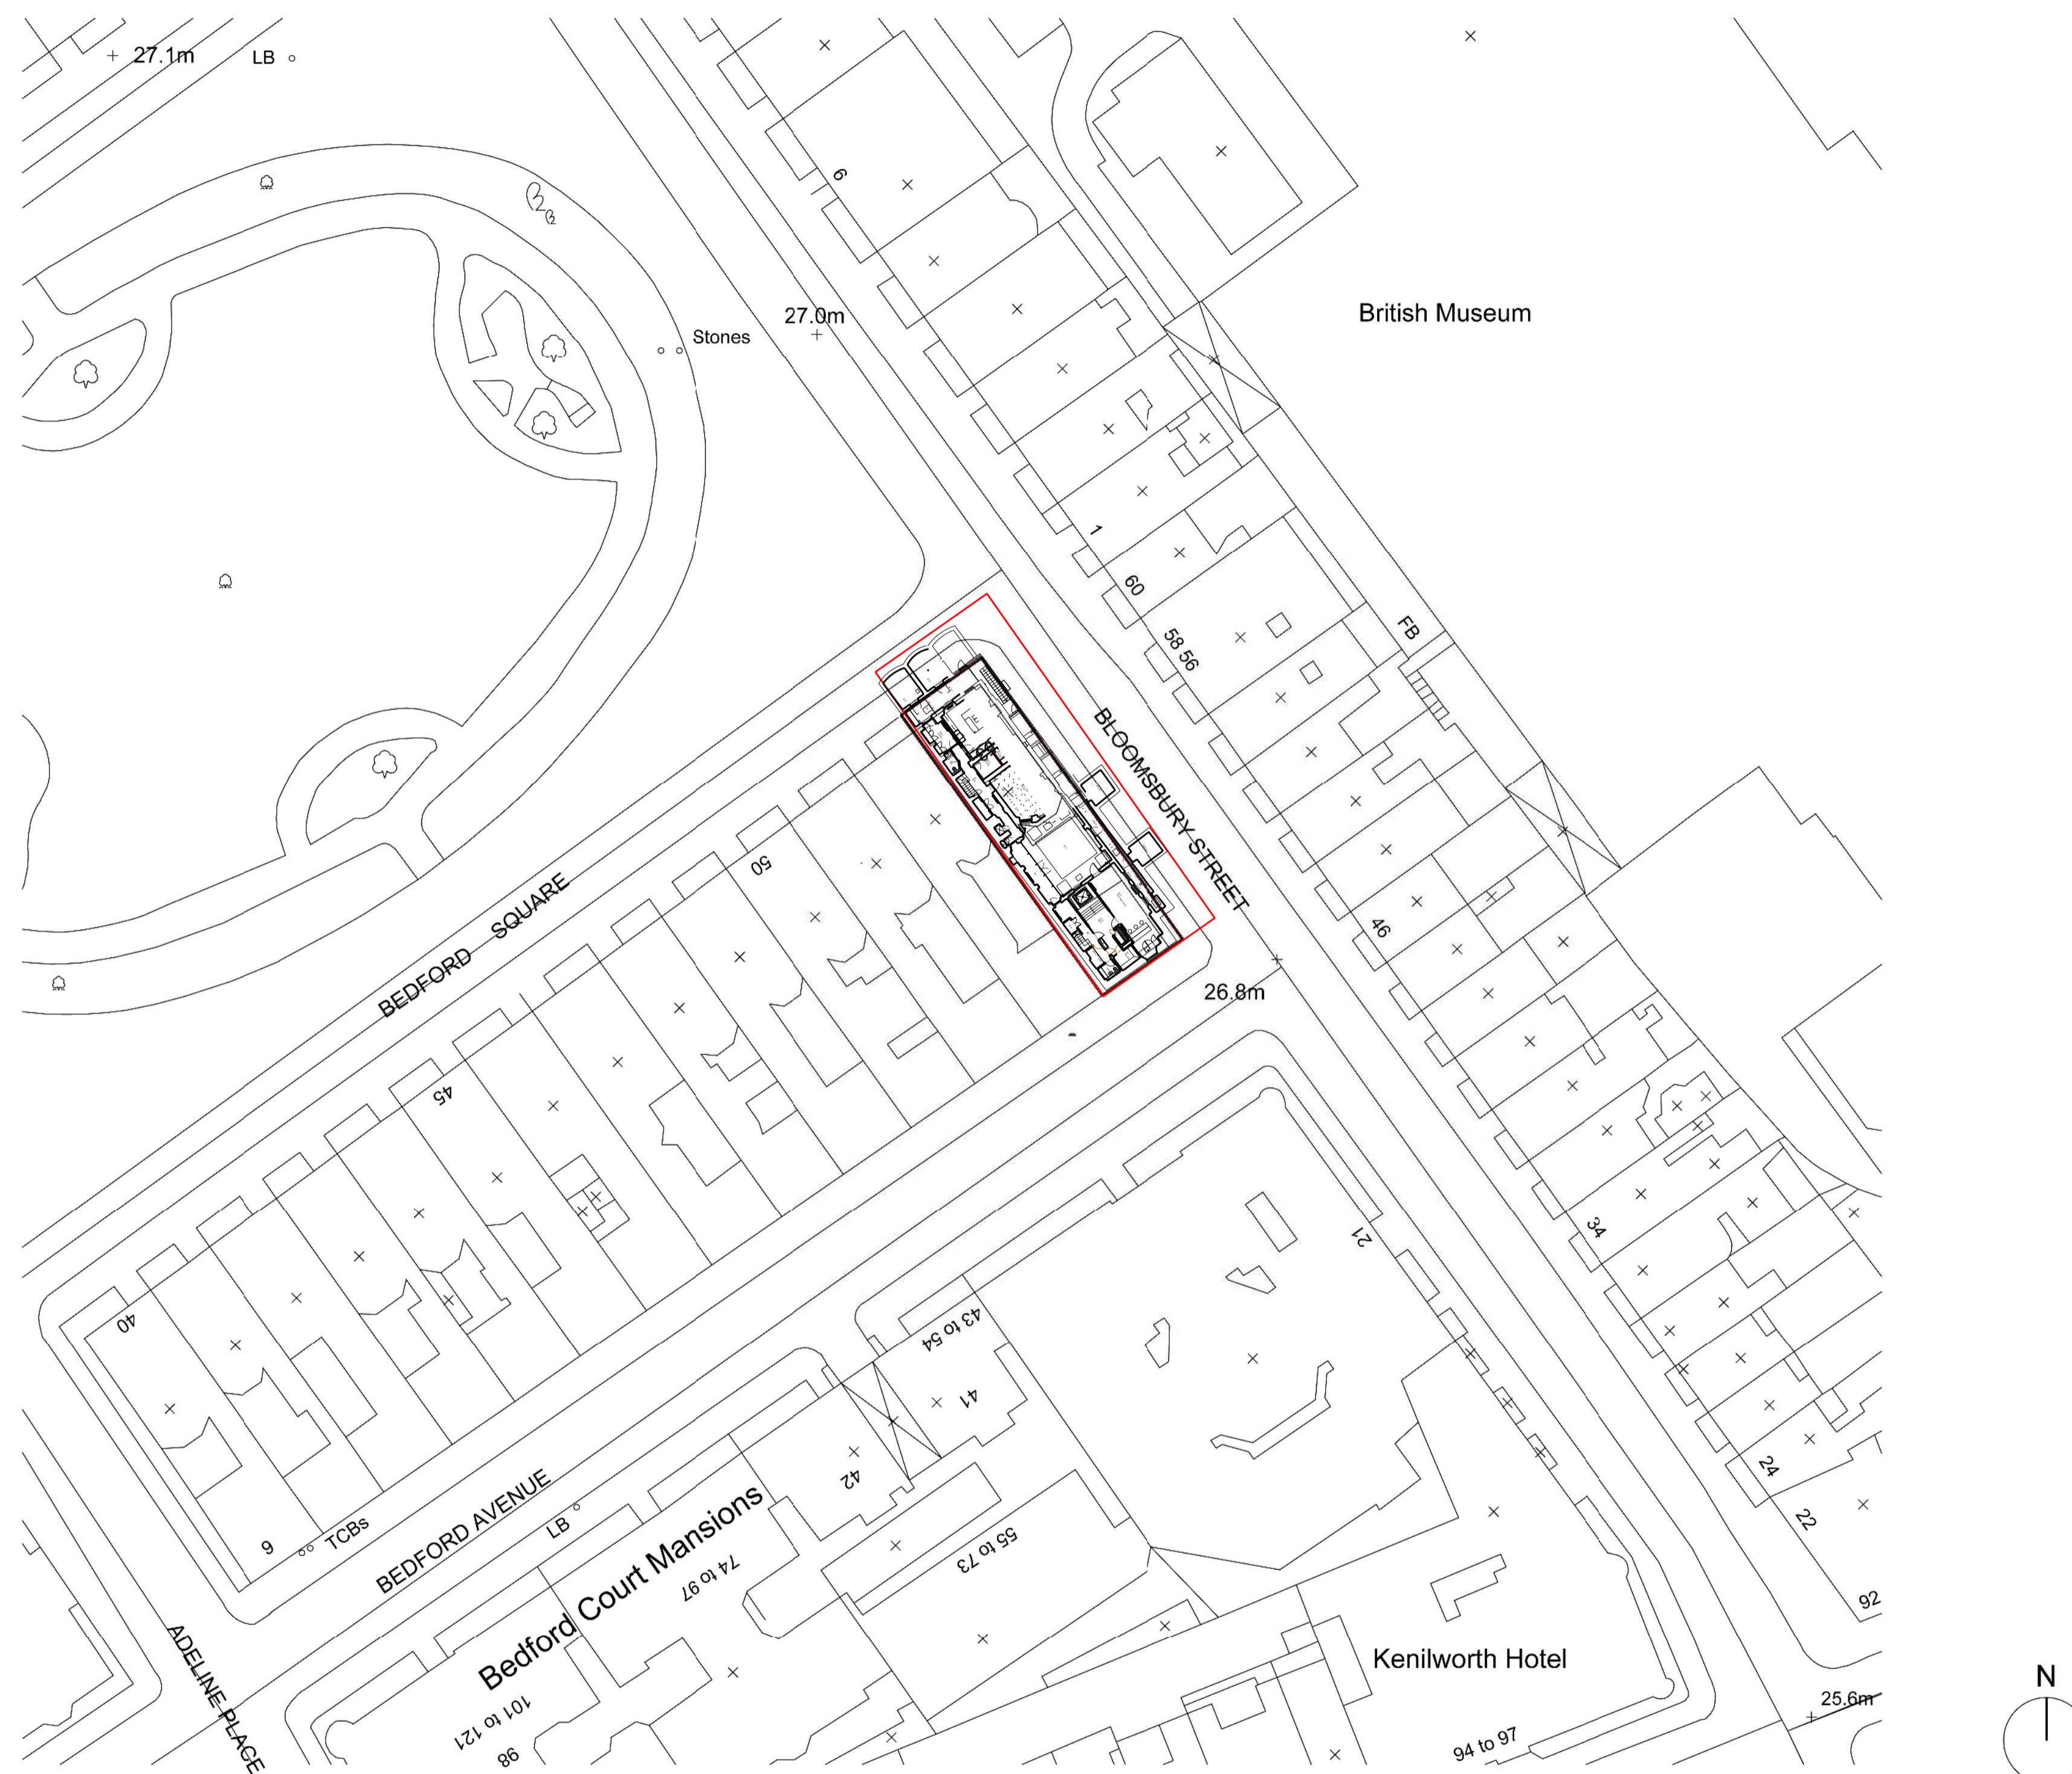 27.1m
LB
6
27.0m
Stones
British Museum
1
60
58 56
FB
BLOOMSBURY STREET
50
BEDFORD SQUARE
46
26.8m
45
40
21
34
43 to 54
41
42
24
22
9
TCBs
BEDFORD AVENUE
LB
Bedford Court Mansions
74 to 97
55 to 73
92
Kenilworth Hotel
N
25.6m
ADELINE PLACE
101 to 121
98
94 to 97